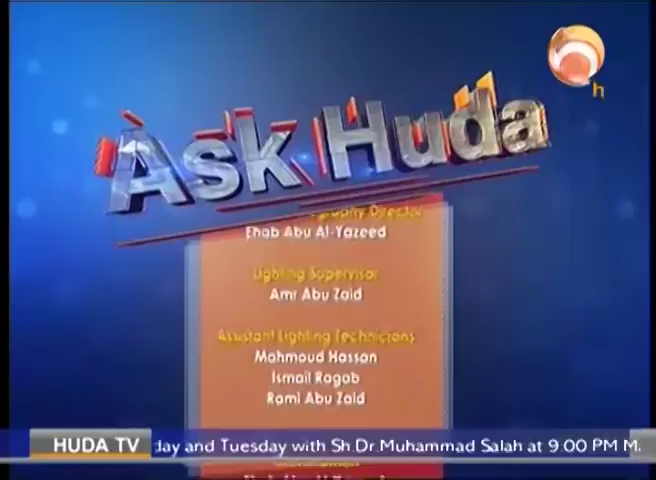 Ask Huda
h
Director
Ehab Abu Al-Yazeed
Lighting Supervisor
Amr Abu Zaid
Assistant Lighting Technicians
Mahmoud Hassan
Ismail Ragab
Rami Abu Zaid
HUDA TV
day and Tuesday with Sh.Dr.Muhammad Salah at 9:00 PM M.